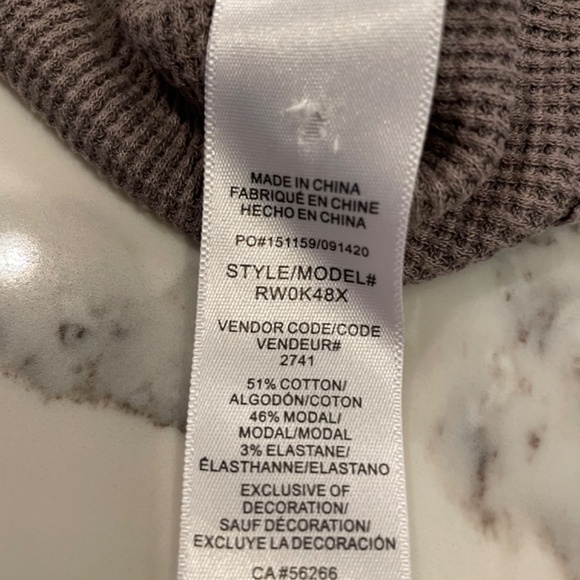 MADE IN CHINA
FABRIQUÉ EN CHINE
HECHO EN CHINA
PO#151159/091420
STYLE/MODEL#
RW0K48X
VENDOR CODE/CODE
VENDEUR#
2741
51% COTTON/
ALGODÓN/COTON
46% MODAL/
MODAL/MODAL
3% ELASTANE/
ÉLASTHANNE/ELASTANO
EXCLUSIVE OF
DECORATION/
SAUF DÉCORATION/
EXCLUYE LA DECORACIÓN
CA#56266